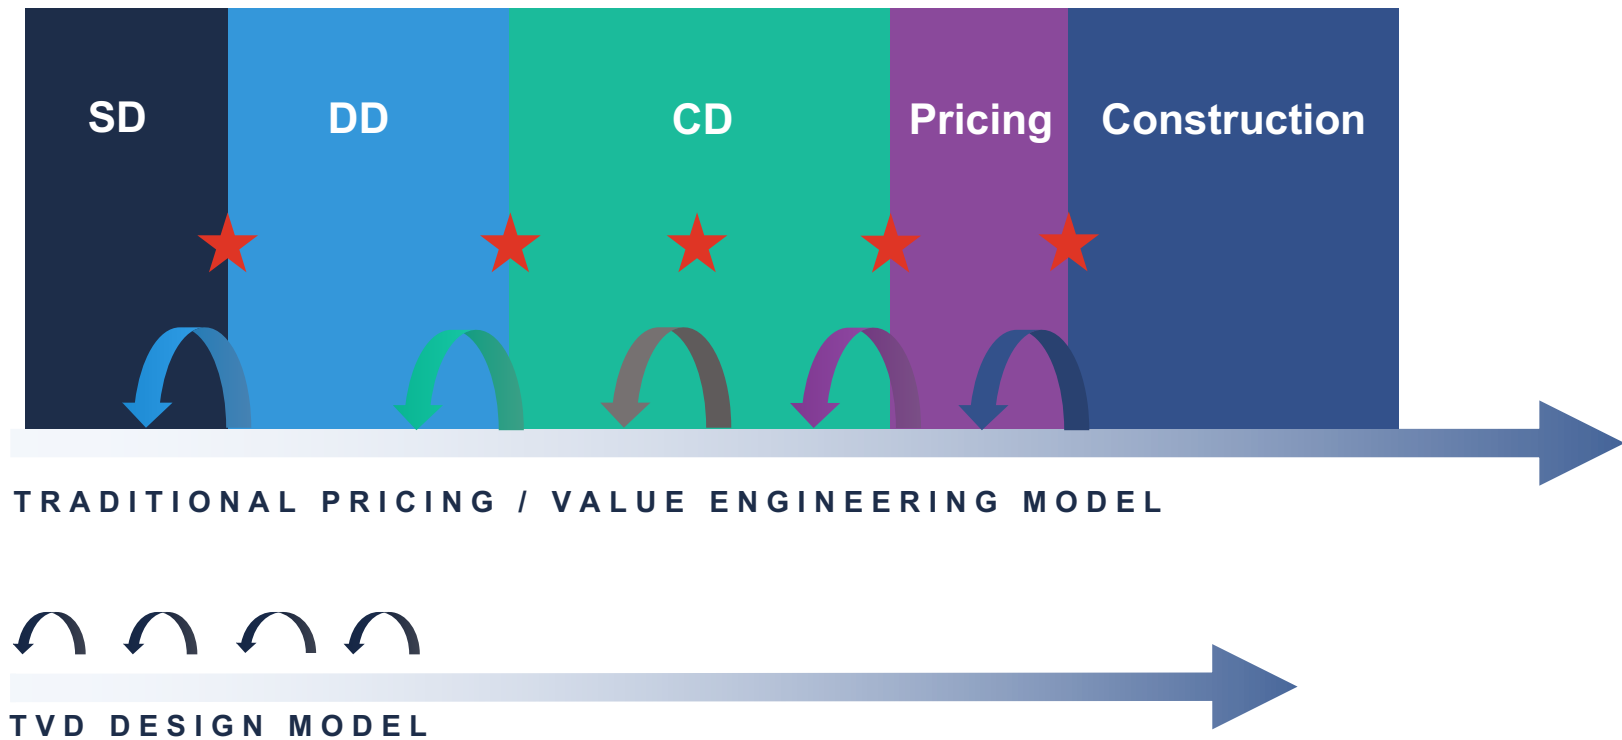 SD
DD
CD
Pricing
Construction
TRADITIONAL PRICING / VALUE ENGINEERING MODEL
TVD DESIGN MODEL